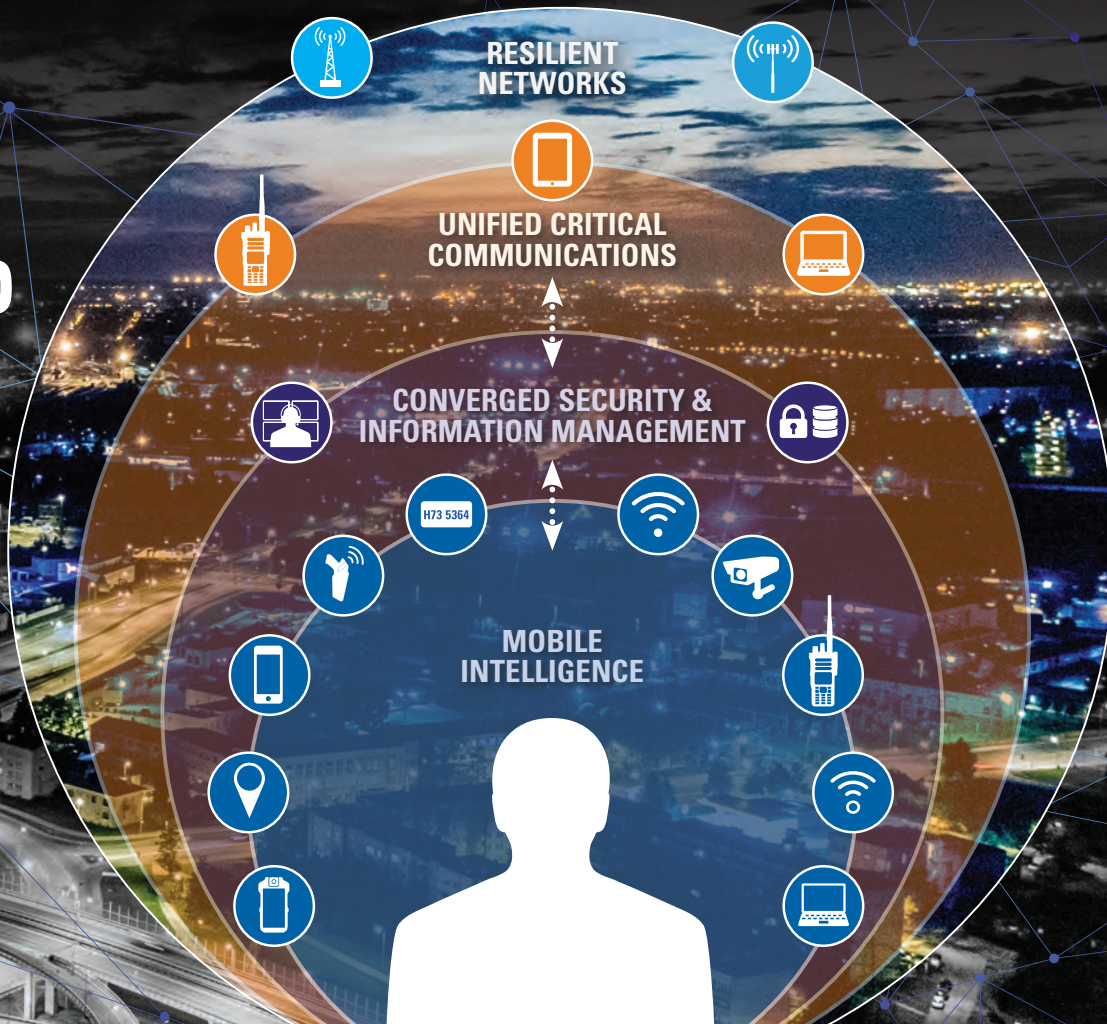 RESILIENT
NETWORKS
UNIFIED CRITICAL
COMMUNICATIONS
CONVERGED SECURITY &
INFORMATION MANAGEMENT
H73 5364
MOBILE
INTELLIGENCE